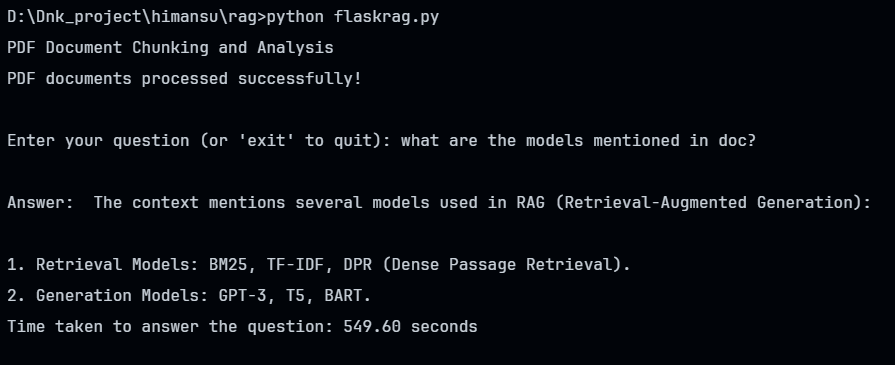 D:\Dnk_project\himansu\rag>python flaskrag.py
PDF Document Chunking and Analysis
PDF documents processed successfully!
Enter your question (or 'exit' to quit): what are the models mentioned in doc?
Answer:  The context mentions several models used in RAG (Retrieval-Augmented Generation):
1. Retrieval Models: BM25, TF-IDF, DPR (Dense Passage Retrieval).
2. Generation Models: GPT-3, T5, BART.
Time taken to answer the question: 549.60 seconds